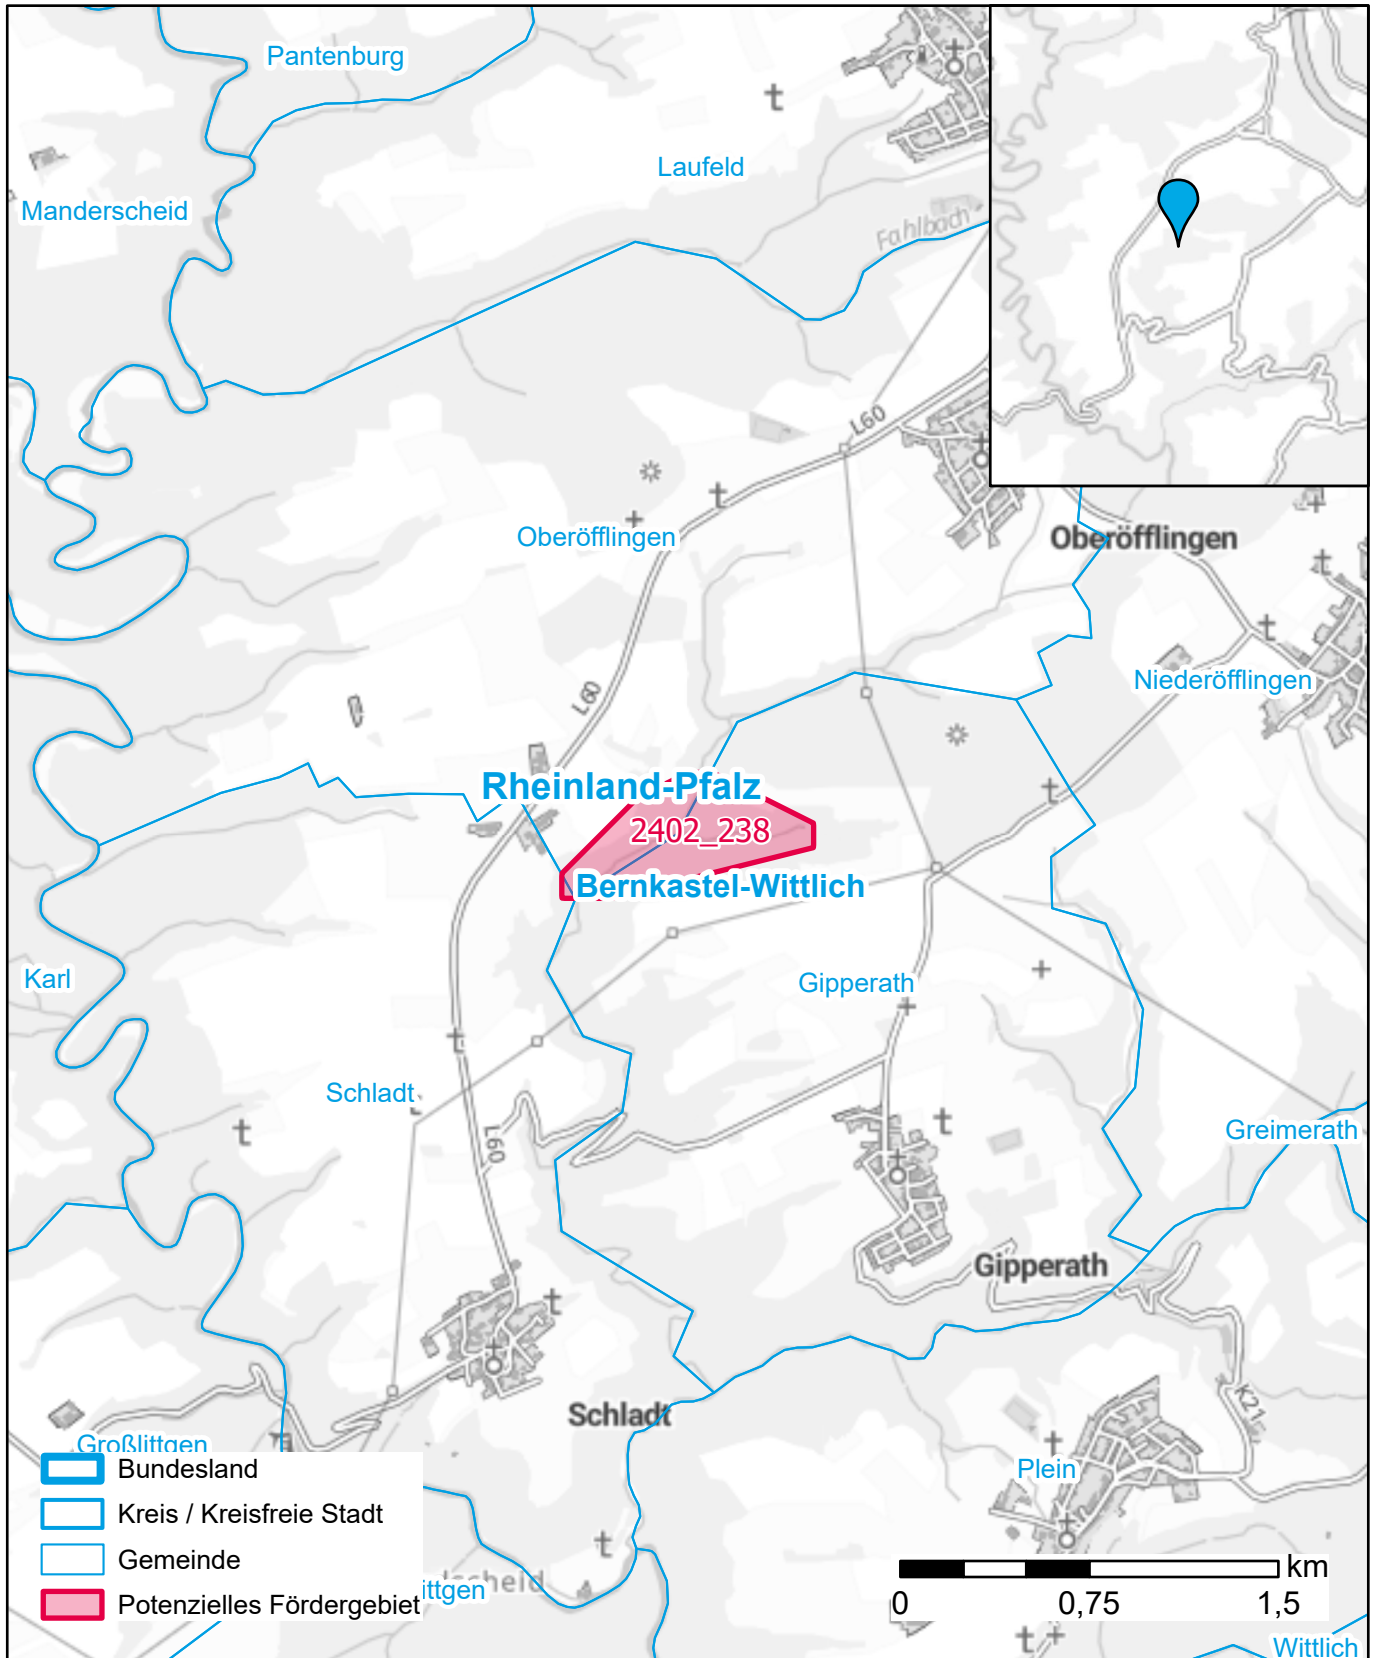 Pantenburg
Laufeld
Manderscheid
Fahlbach
L60
Oberöfflingen
Oberöfflingen
Niederöfflingen
L60
Rheinland-Pfalz
2402_238
Bernkastel-Wittlich
Karl
Gipperath
Schladt
L60
Greimerath
Gipperath
Schladt
K21
Großlittgen
Plein
Bundesland
Kreis / Kreisfreie Stadt
Gemeinde
Potenzielles Fördergebiet
ittgen
scheid
km
0
0,75
1,5
Wittlich